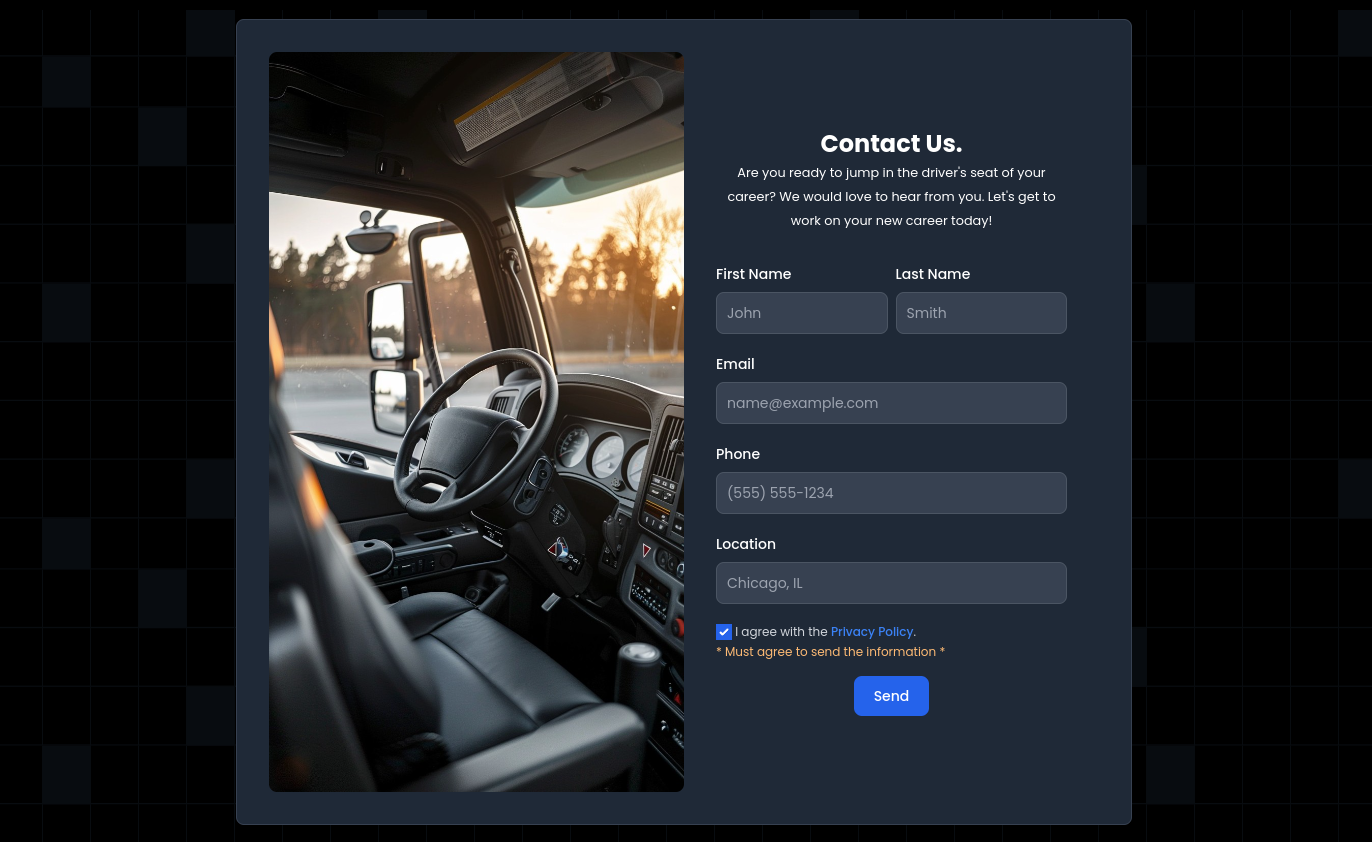 Contact Us.
Are you ready to jump in the driver's seat of your
career? We would love to hear from you. Let's get to
work on your new career today!
First Name
Last Name
John
Smith
Email
name@example.com
Phone
(555) 555-1234
Location
Chicago, IL
I agree with the Privacy Policy.
* Must agree to send the information *
Send